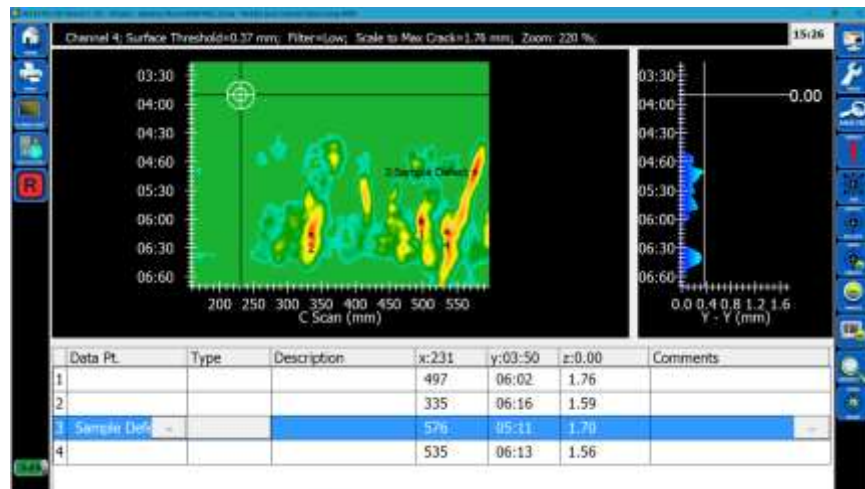 Channel 4; Surface Threshold=0.37 mm; Filter=Low; Scale to Max Crack=1.76 mm; Zoom: 220 %;
15:26
03:30
04:00
04:30
04:60
05:30
06:00
06:30
06:60
3 Sample Defect
200 250 300 350 400 450 500 550
C Scan (mm)
03:30
04:00
04:30
04:60
05:30
06:00
06:30
06:60
0.00
0.0 0.4 0.8 1.2 1.6
Y - Y (mm)
Data Pt. Type Description x:231 y:03:50 z:0.00 Comments
1 497 06:02 1.76
2 335 06:16 1.59
3 Sample Defe 576 05:11 1.70
4 535 06:13 1.56
R